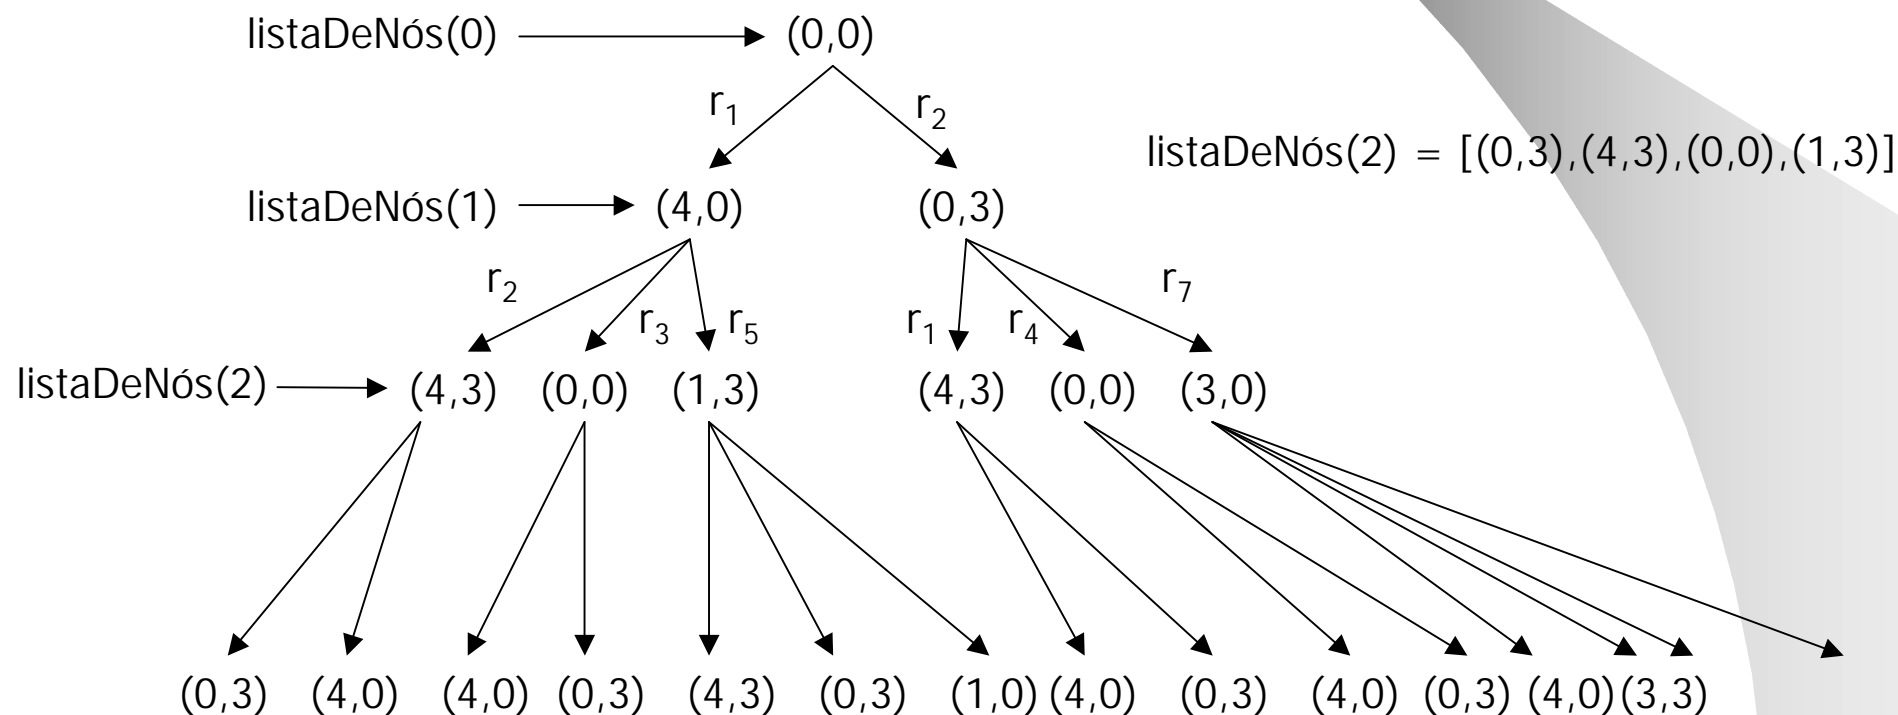 listaDeNós(0) (0,0)
r1 r2
listaDeNós(2) = [(0,3),(4,3),(0,0),(1,3)]
listaDeNós(1) (4,0) (0,3)
r2 r7
r3 r5 r1 r4
listaDeNós(2) (4,3) (0,0) (1,3) (4,3) (0,0) (3,0)
(0,3) (4,0) (4,0) (0,3) (4,3) (0,3) (1,0) (4,0) (0,3) (4,0) (0,3) (4,0) (3,3)